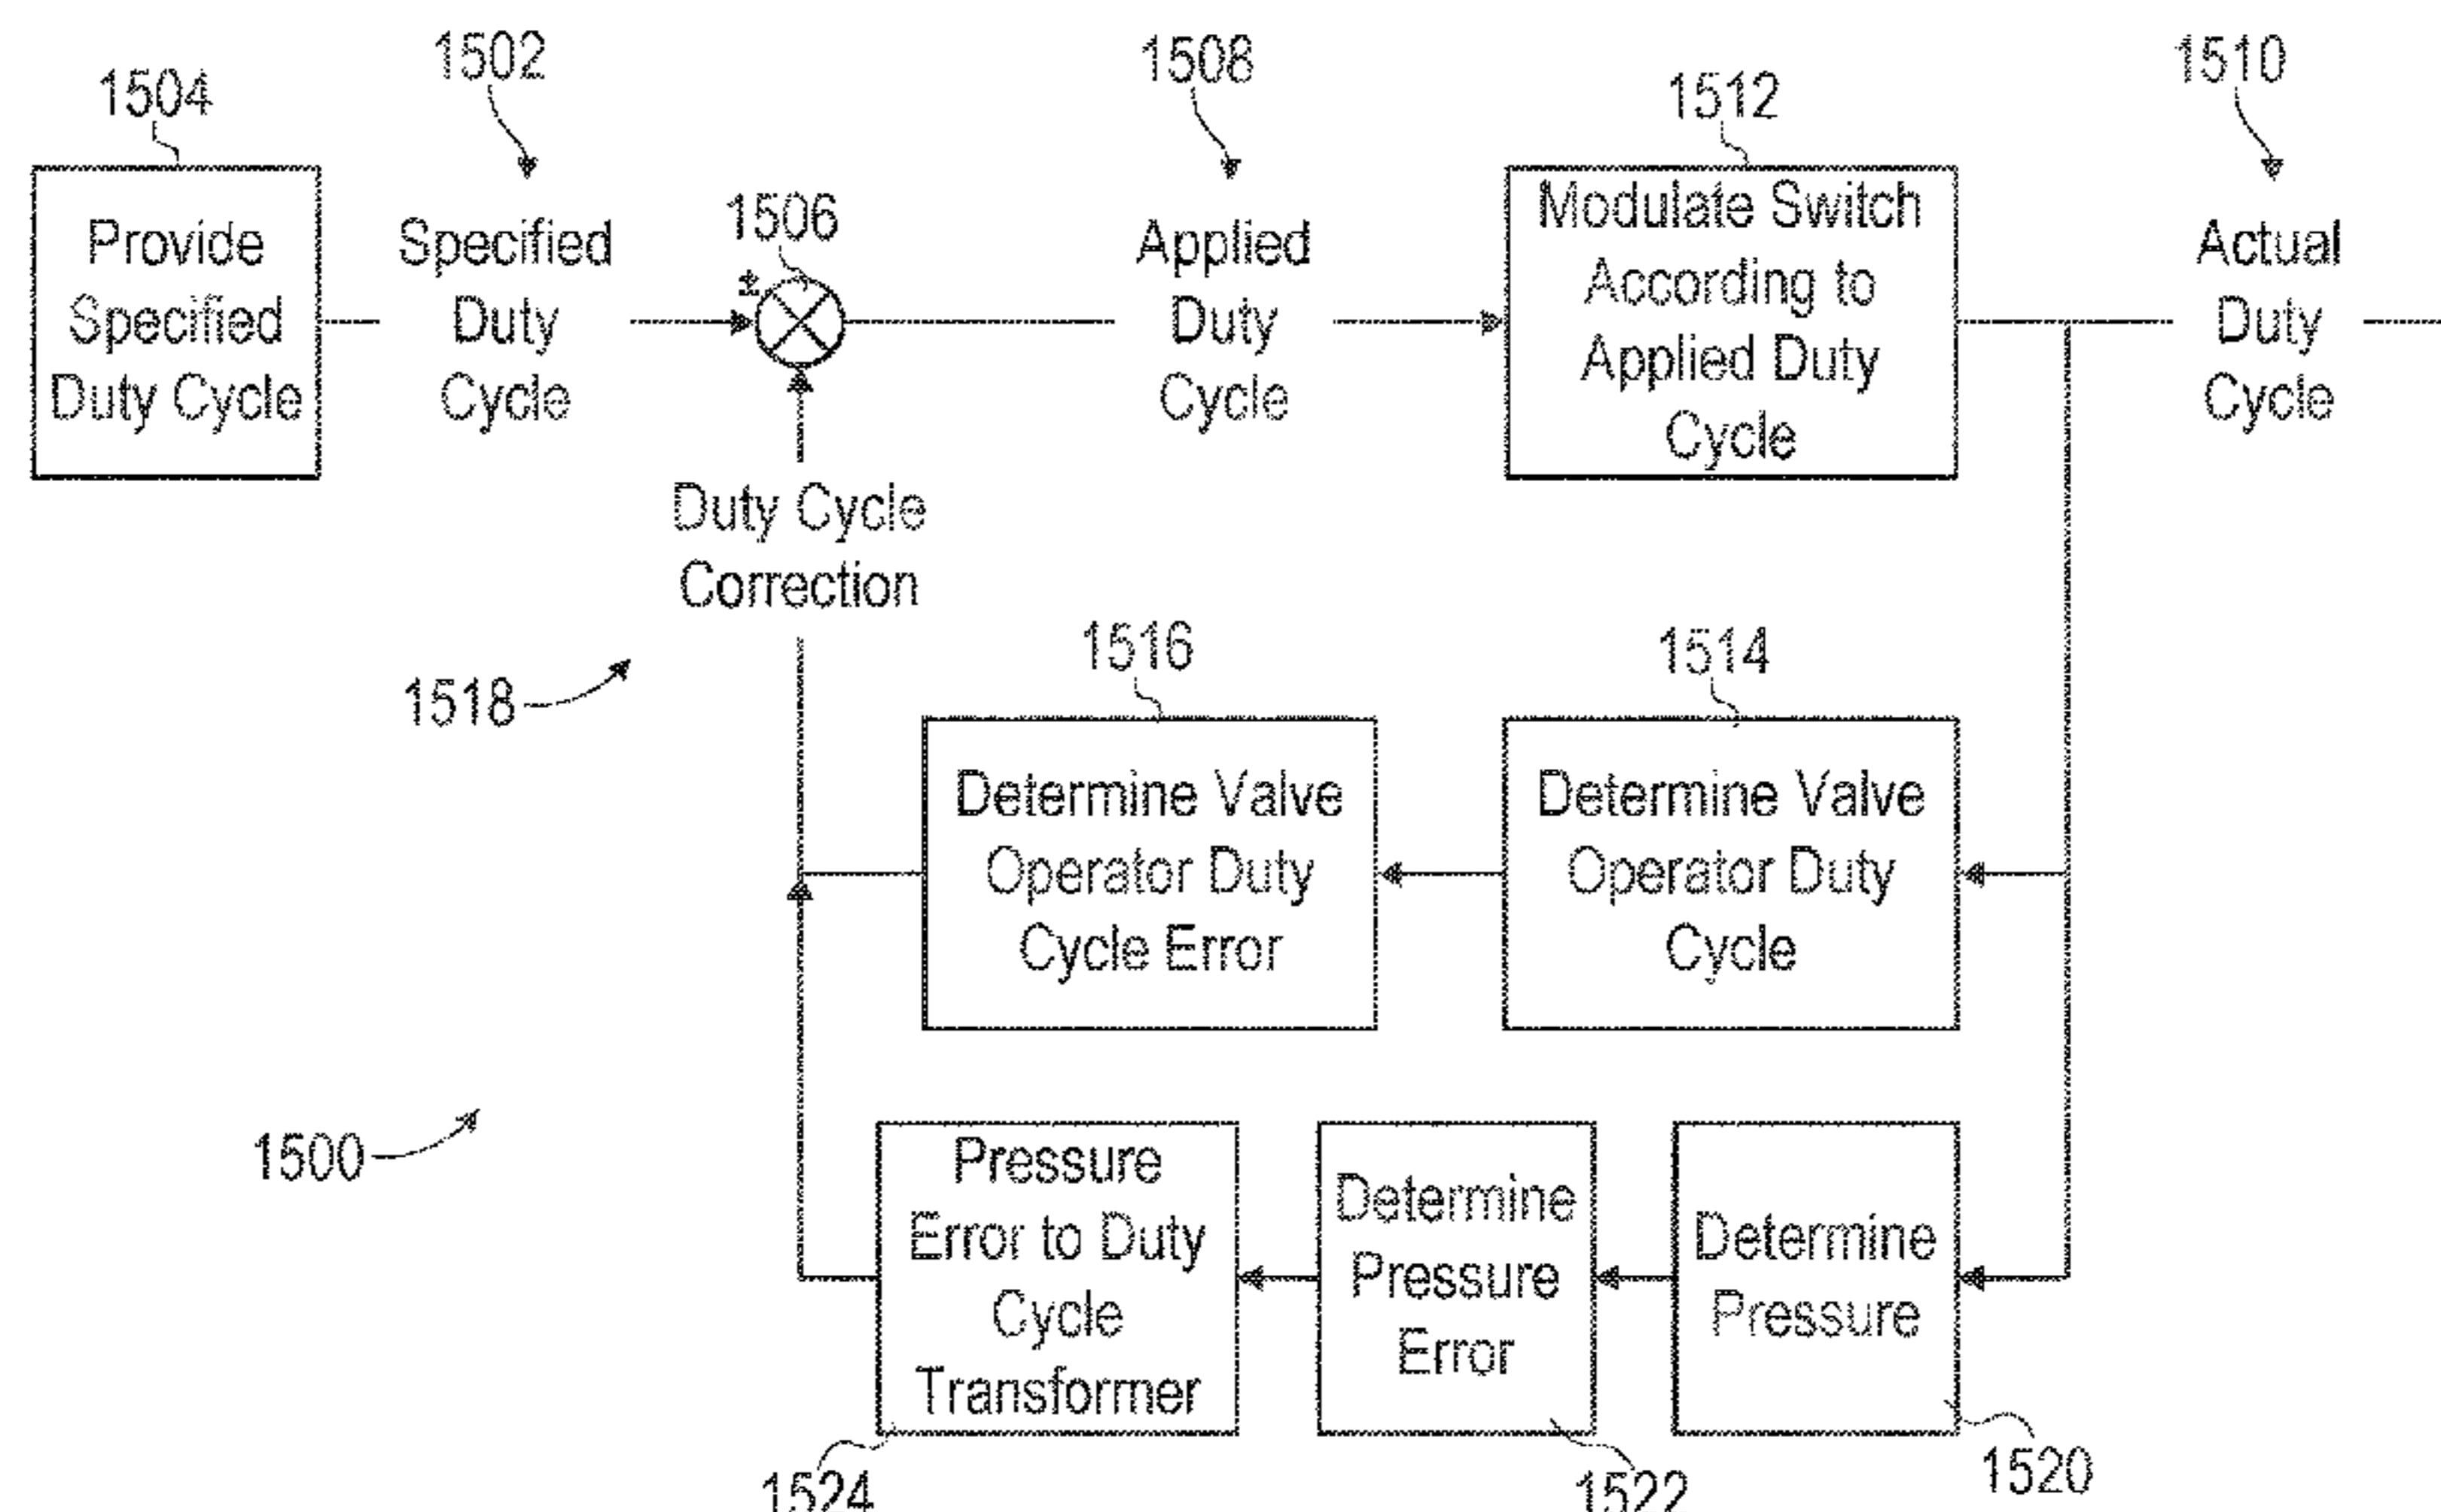 1504
1502
1508
1510
1512
1506
Provide
Specified
Duty Cycle
Specified
Duty
Cycle
±
Applied
Duty
Cycle
Modulate Switch
According to
Applied Duty
Cycle
Actual
Duty
Cycle
Duty Cycle
Correction
1518
1516
1514
Determine Valve
Operator Duty
Cycle Error
Determine Valve
Operator Duty
Cycle
1500
Pressure
Error to Duty
Cycle
Transformer
Determine
Pressure
Error
Determine
Pressure
1524
1522
1520